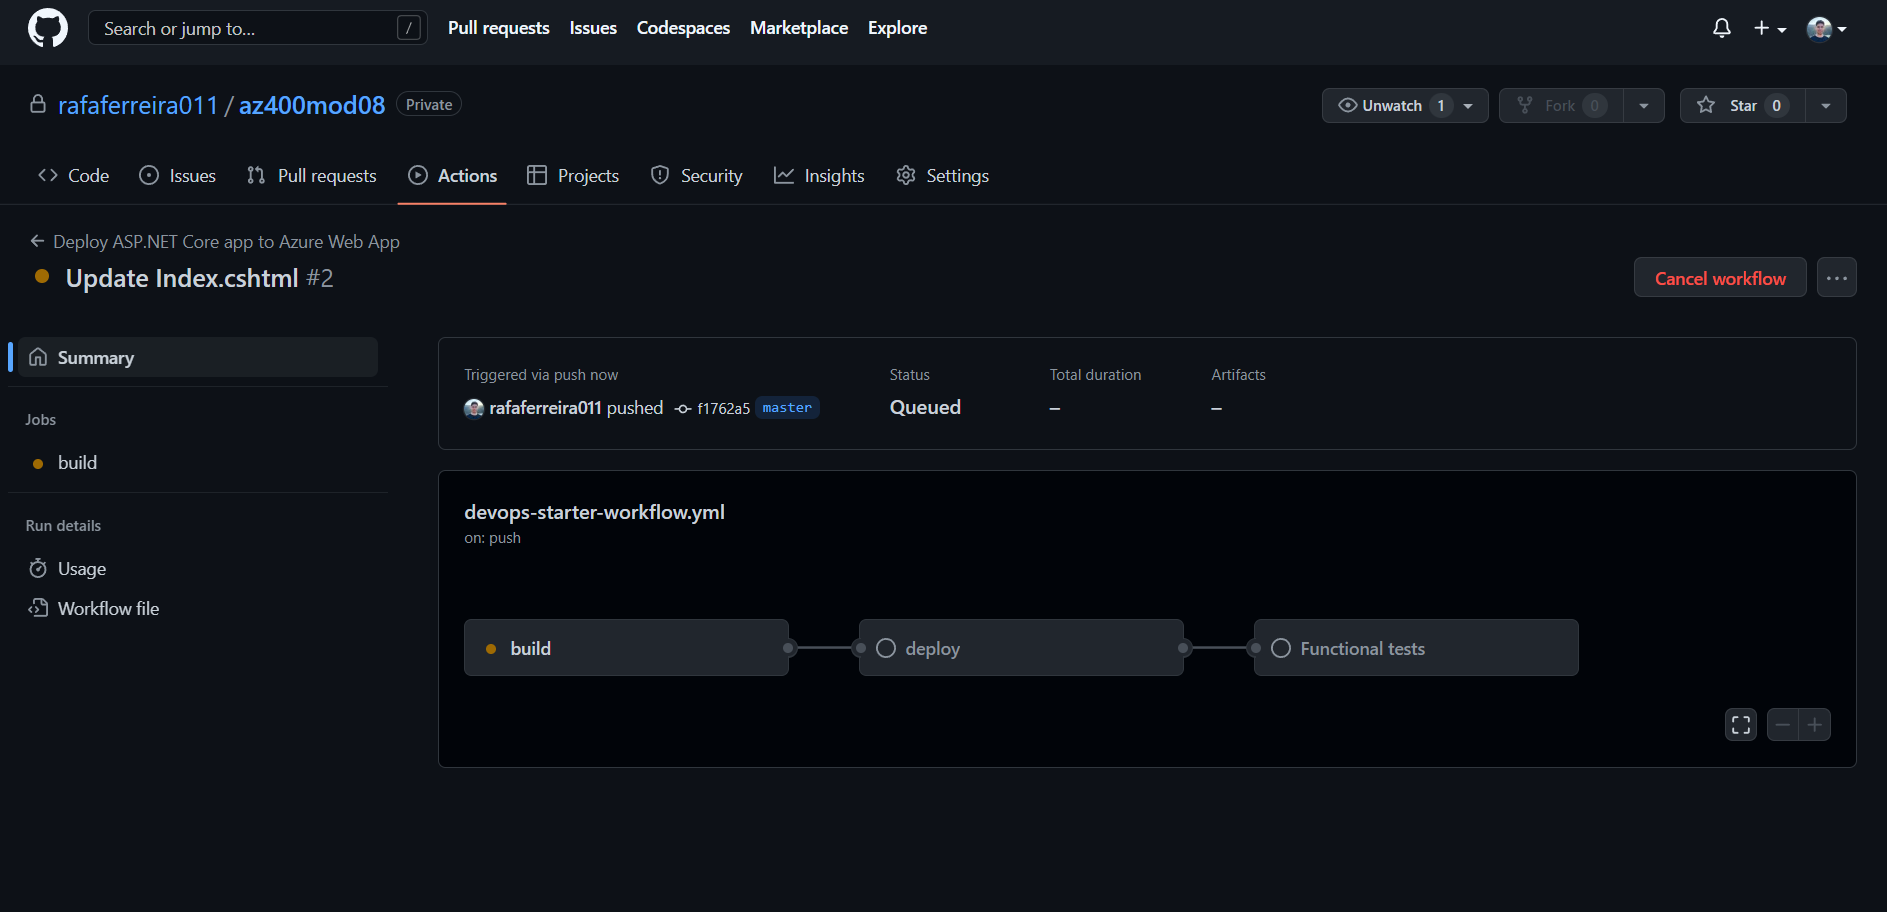 Search or jump to... /
Pull requests Issues Codespaces Marketplace Explore
rafaferreira011 / az400mod08 Private
Unwatch 1 Fork 0 Star 0
Code Issues Pull requests Actions Projects Security Insights Settings
Deploy ASP.NET Core app to Azure Web App
Update Index.cshtml #2
Cancel workflow ...
Summary
Jobs
build
Run details
Usage
Workflow file
Triggered via push now
rafaferreira011 pushed f1762a5 master
Status
Queued
Total duration
–
Artifacts
–
devops-starter-workflow.yml
on: push
build deploy Functional tests